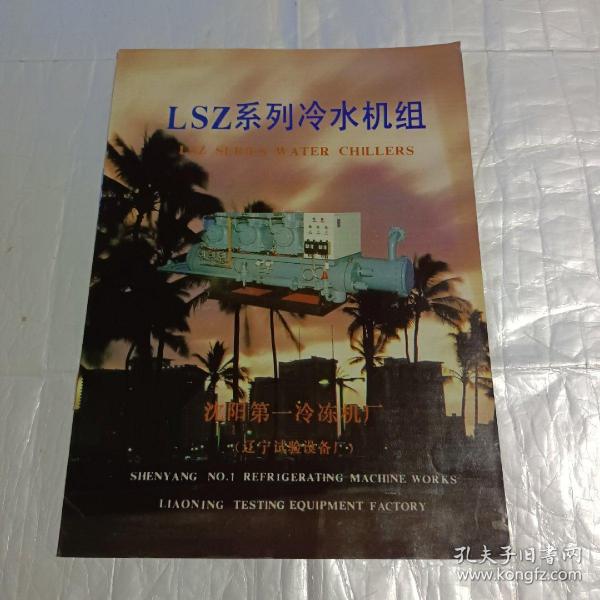 LSZ系列冷水机组
LSZ SERIES WATER CHILLERS
沈阳第一冷冻机厂
(辽宁试验设备厂)
SHENYANG NO.1 REFRIGERATING MACHINE WORKS
LIAONING TESTING EQUIPMENT FACTORY
孔夫子旧书网
www.kongfz.com